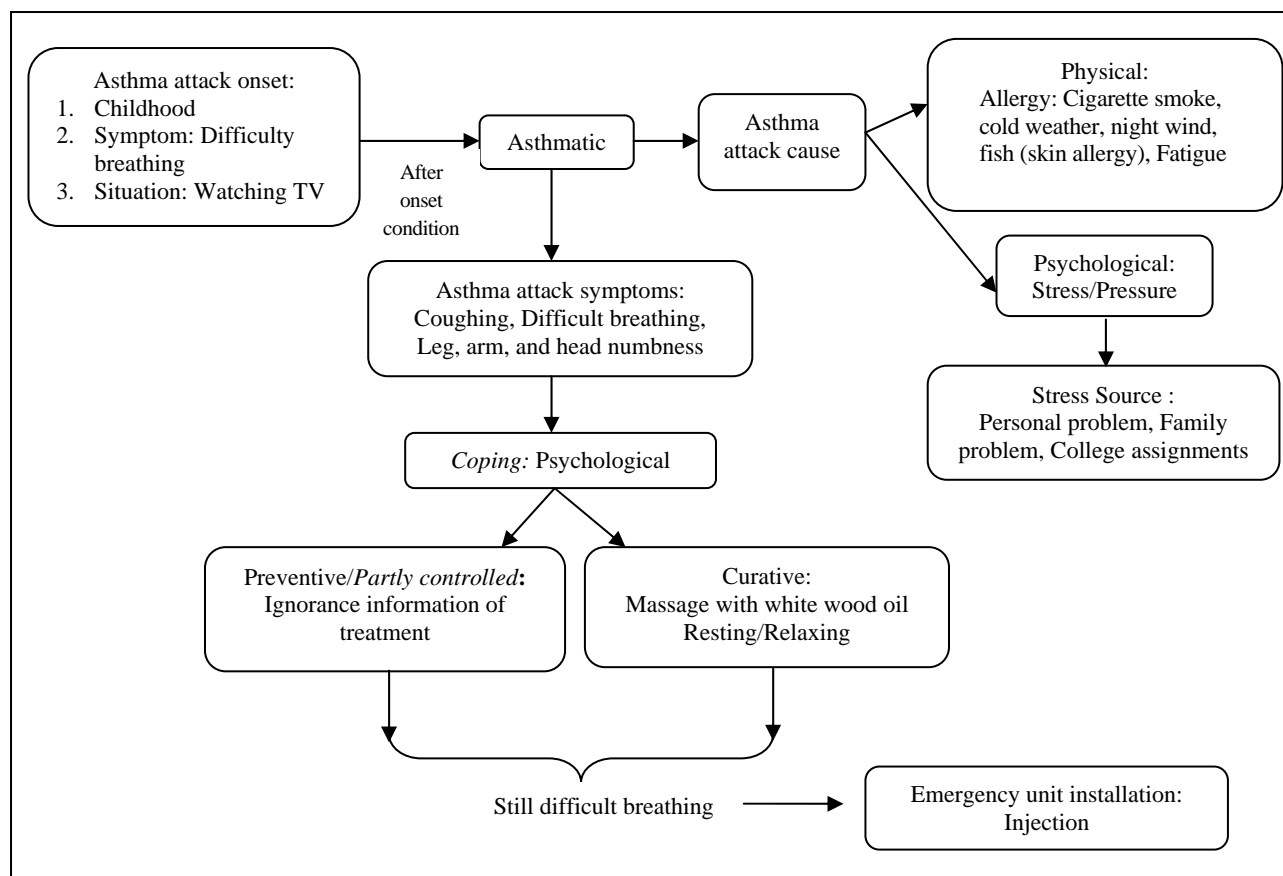 Asthma attack onset:
1. Childhood
2. Symptom: Difficulty
breathing
3. Situation: Watching TV
After
onset
condition
Asthmatic
Asthma
attack cause
Physical:
Allergy: Cigarette smoke,
cold weather, night wind,
fish (skin allergy), Fatigue
Psychological:
Stress/Pressure
Stress Source :
Personal problem, Family
problem, College assignments
Asthma attack symptoms:
Coughing, Difficult breathing,
Leg, arm, and head numbness
Coping: Psychological
Preventive/Partly controlled:
Ignorance information of
treatment
Curative:
Massage with white wood oil
Resting/Relaxing
Still difficult breathing
Emergency unit installation:
Injection